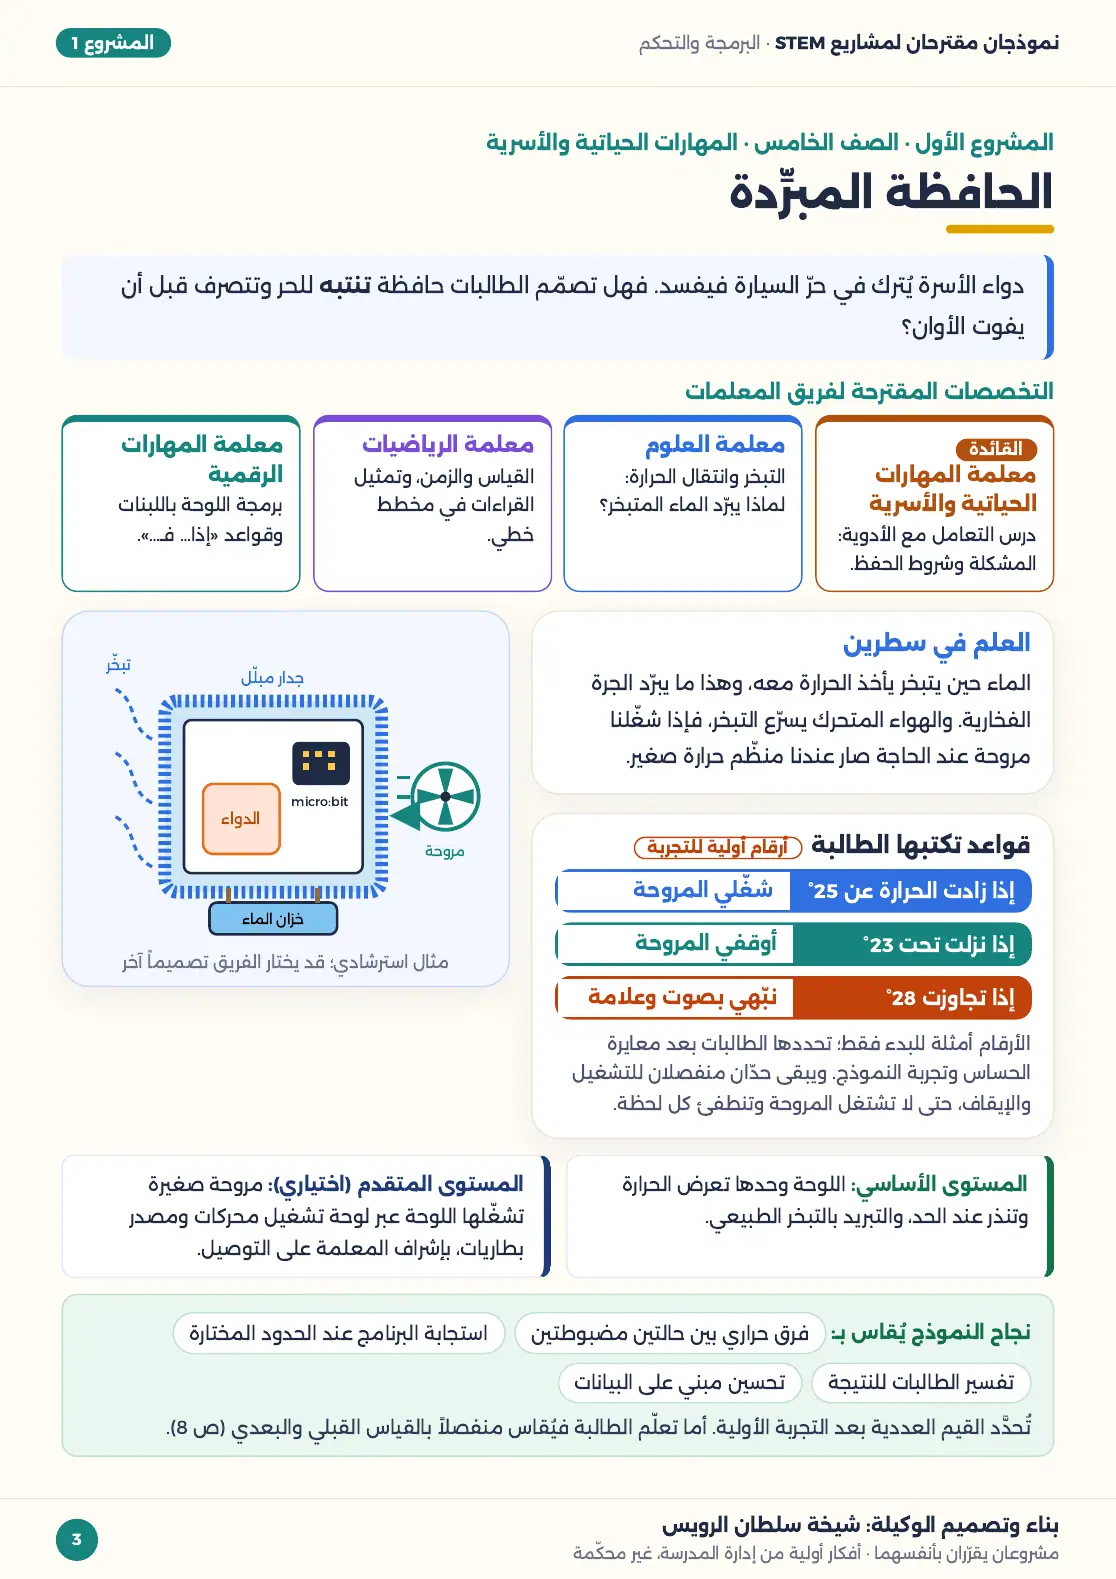 نموذجان مقترحان لمشاريع STEM · البرمجة والتحكم
المشروع 1
المشروع الأول · الصف الخامس · المهارات الحياتية والأسرية
الحافظة المبرِّدة
دواء الأسرة يُترك في حرّ السيارة فيفسد. فهل تصمّم الطالبات حافظة تنتبه للحر وتتصرف قبل أن
يفوت الأوان؟
التخصصات المقترحة لفريق المعلمات
القائدة
معلمة المهارات
الحياتية والأسرية
درس التعامل مع الأدوية:
المشكلة وشروط الحفظ.
معلمة العلوم
التبخر وانتقال الحرارة:
لماذا يبرّد الماء المتبخر؟
معلمة الرياضيات
القياس والزمن، وتمثيل
القراءات في مخطط
خطي.
معلمة المهارات
الرقمية
برمجة اللوحة باللبنات
وقواعد «إذا... فـ...».
العلم في سطرين
الماء حين يتبخر يأخذ الحرارة معه، وهذا ما يبرّد الجرة
الفخارية. والهواء المتحرك يسرّع التبخر، فإذا شغّلنا
مروحة عند الحاجة صار عندنا منظّم حرارة صغير.
تبخّر
جدار مبلّل
micro:bit
الدواء
مروحة
خزان الماء
مثال استرشادي؛ قد يختار الفريق تصميماً آخر
قواعد تكتبها الطالبة
أرقام أولية للتجربة
إذا زادت الحرارة عن 25°
شغّلي المروحة
إذا نزلت تحت 23°
أوقفي المروحة
إذا تجاوزت 28°
نبّهي بصوت وعلامة
الأرقام أمثلة للبدء فقط؛ تحددها الطالبات بعد معايرة
الحساس وتجربة النموذج. ويبقى حدّان منفصلان للتشغيل
والإيقاف، حتى لا تشتغل المروحة وتنطفئ كل لحظة.
المستوى الأساسي: اللوحة وحدها تعرض الحرارة
وتنذر عند الحد، والتبريد بالتبخر الطبيعي.
المستوى المتقدم (اختياري): مروحة صغيرة
تشغّلها اللوحة عبر لوحة تشغيل محركات ومصدر
بطاريات، بإشراف المعلمة على التوصيل.
نجاح النموذج يُقاس بـ:
فرق حراري بين حالتين مضبوطتين
استجابة البرنامج عند الحدود المختارة
تفسير الطالبات للنتيجة
تحسين مبني على البيانات
تُحدَّد القيم العددية بعد التجربة الأولية. أما تعلّم الطالبة فيُقاس منفصلاً بالقياس القبلي والبعدي (ص 8).
بناء وتصميم الوكيلة: شيخة سلطان الرويس
مشروعان يقرّران بأنفسهما · أفكار أولية من إدارة المدرسة، غير محكّمة
3